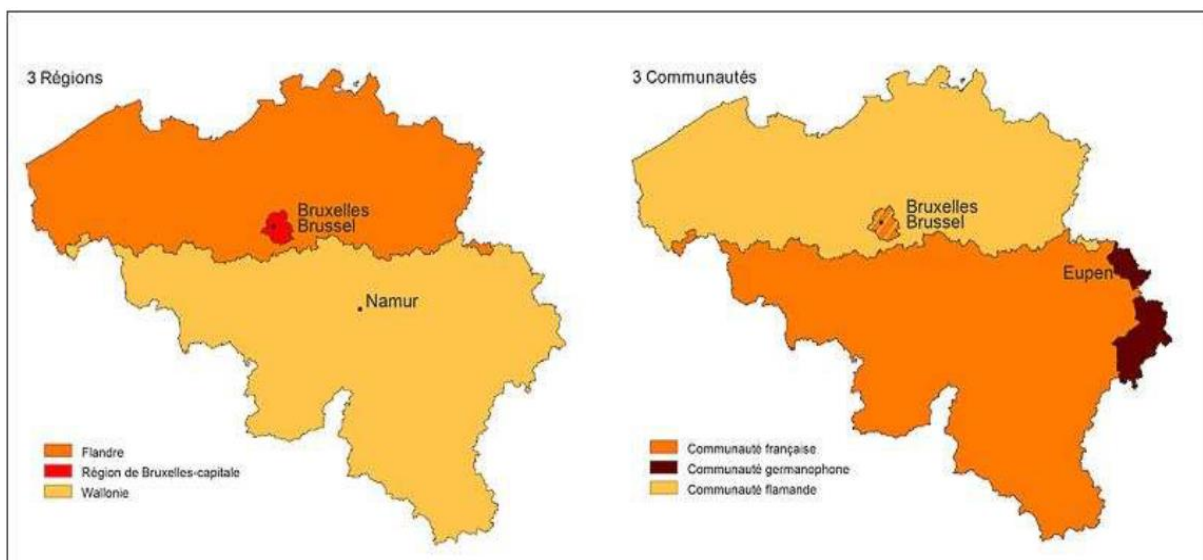 3 Régions
Bruxelles
Brussel
Namur
Flandre
Région de Bruxelles-capitale
Wallonie
3 Communautés
Bruxelles
Brussel
Eupen
Communauté française
Communauté germanophone
Communauté flamande